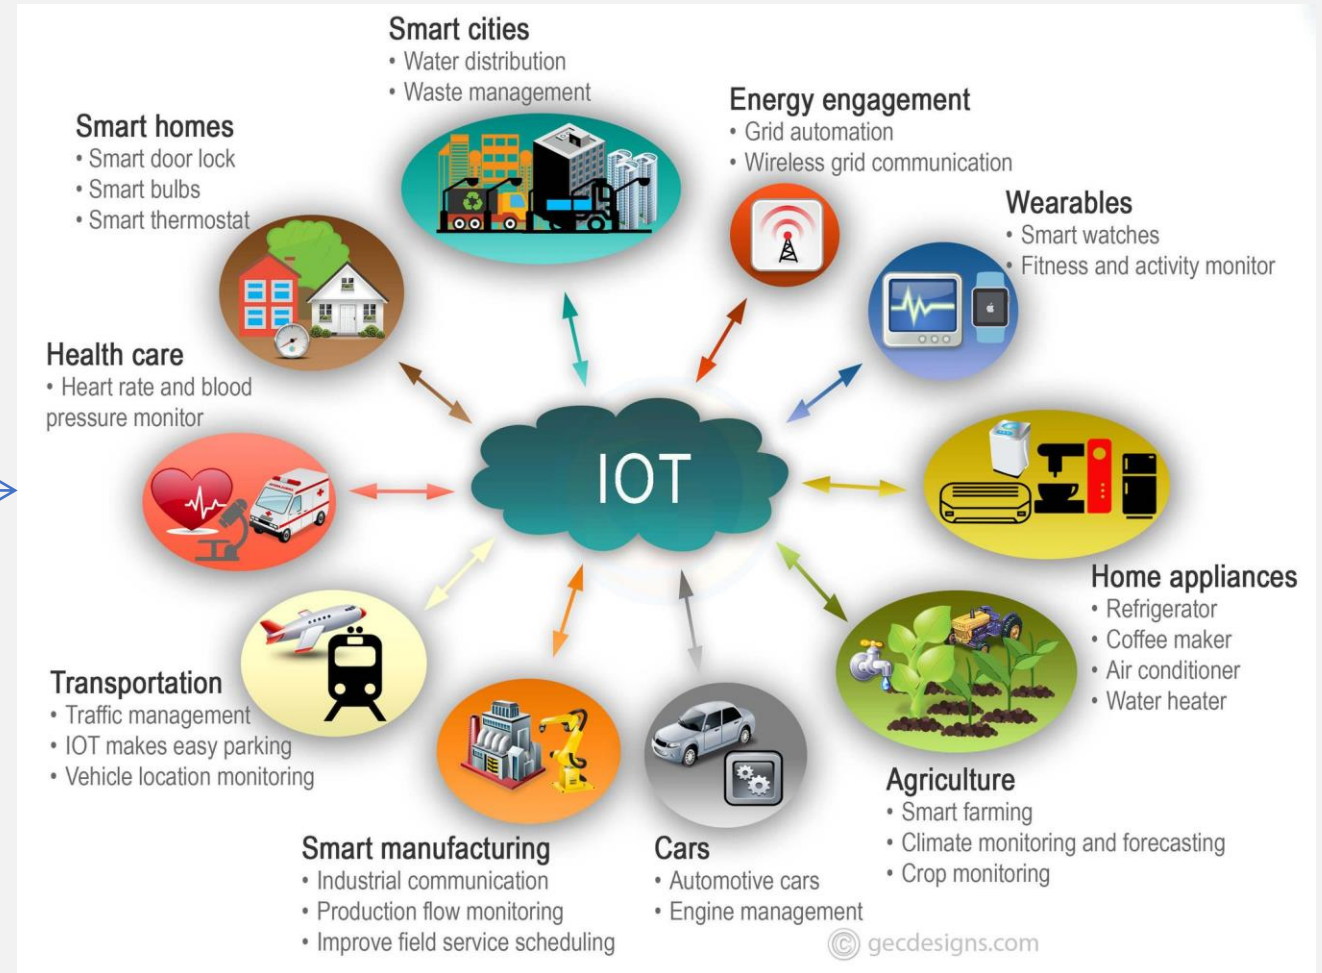 Smart cities
• Water distribution
• Waste management
Energy engagement
• Grid automation
• Wireless grid communication
Smart homes
• Smart door lock
• Smart bulbs
• Smart thermostat
Wearables
• Smart watches
• Fitness and activity monitor
Health care
• Heart rate and blood
pressure monitor
IOT
Home appliances
• Refrigerator
• Coffee maker
• Air conditioner
• Water heater
Transportation
• Traffic management
• IOT makes easy parking
• Vehicle location monitoring
Agriculture
• Smart farming
• Climate monitoring and forecasting
• Crop monitoring
Smart manufacturing
• Industrial communication
• Production flow monitoring
• Improve field service scheduling
Cars
• Automotive cars
• Engine management
© gecdesigns.com